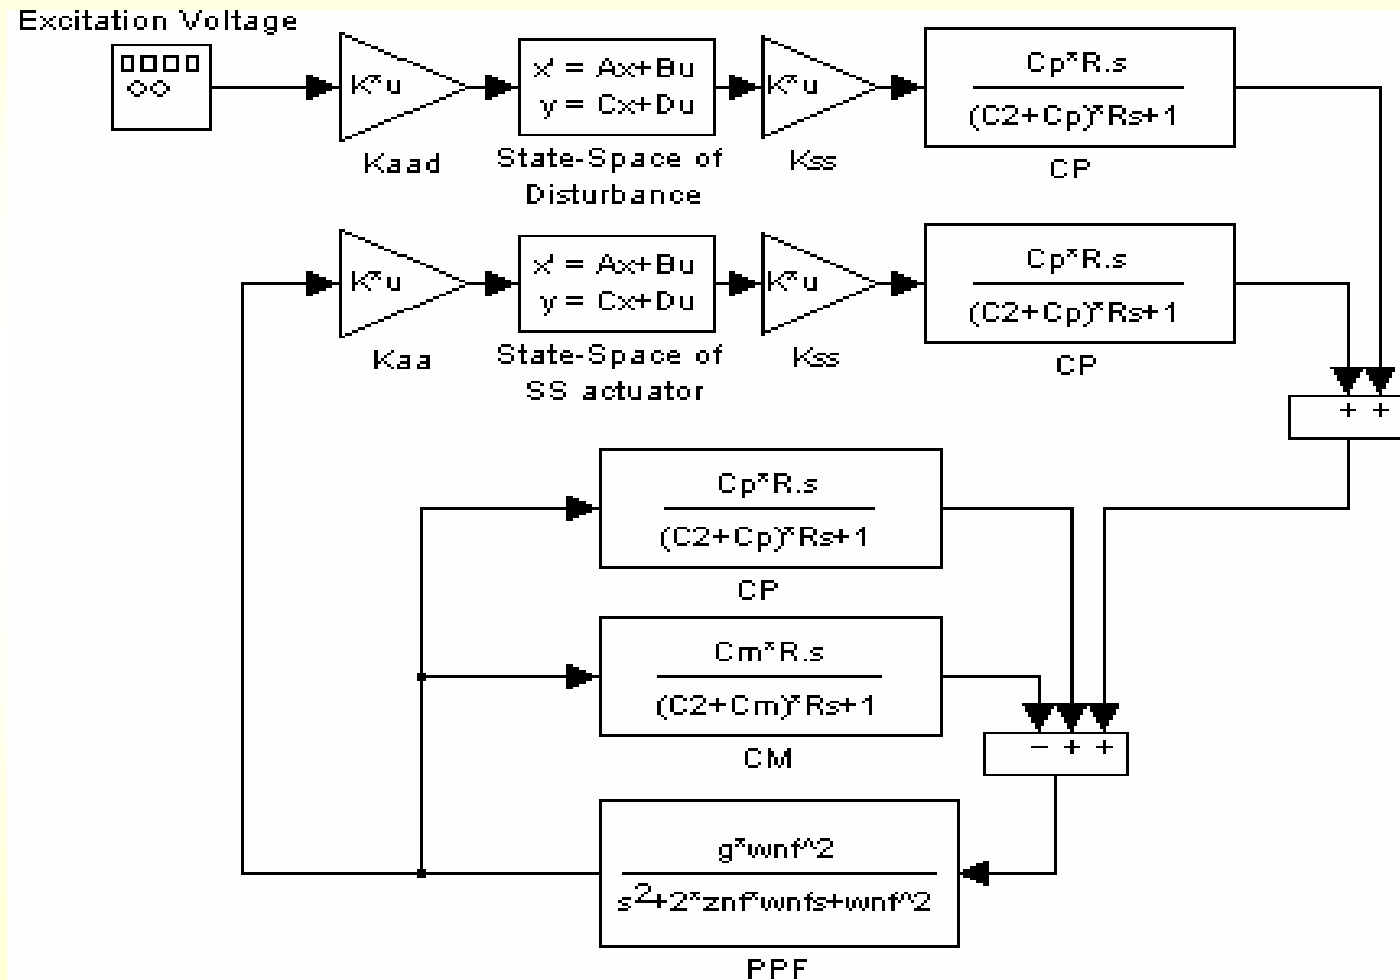 Excitation Voltage
K*u
x' = Ax+Bu
y = Cx+Du
K*u
Cp*R.s
(C2+Cp)*Rs+1
Kaad
State-Space of
Disturbance
Kss
CP
K*u
x' = Ax+Bu
y = Cx+Du
K*u
Cp*R.s
(C2+Cp)*Rs+1
Kaa
State-Space of
SS actuator
Kss
CP
+ +
Cp*R.s
(C2+Cp)*Rs+1
CP
Cm*R.s
(C2+Cm)*Rs+1
CM
− + +
g*wnf^2
s2+2*znf*wnfs+wnf^2
PPF